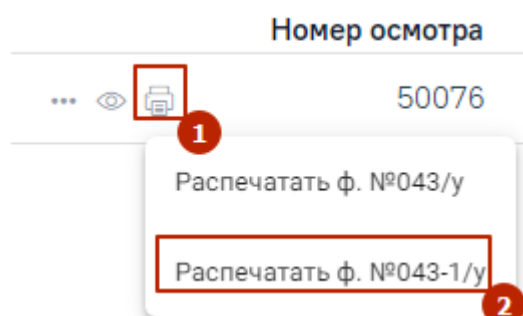 Номер осмотра
50076
1
Распечатать ф. №043/у
Распечатать ф. №043-1/у
2